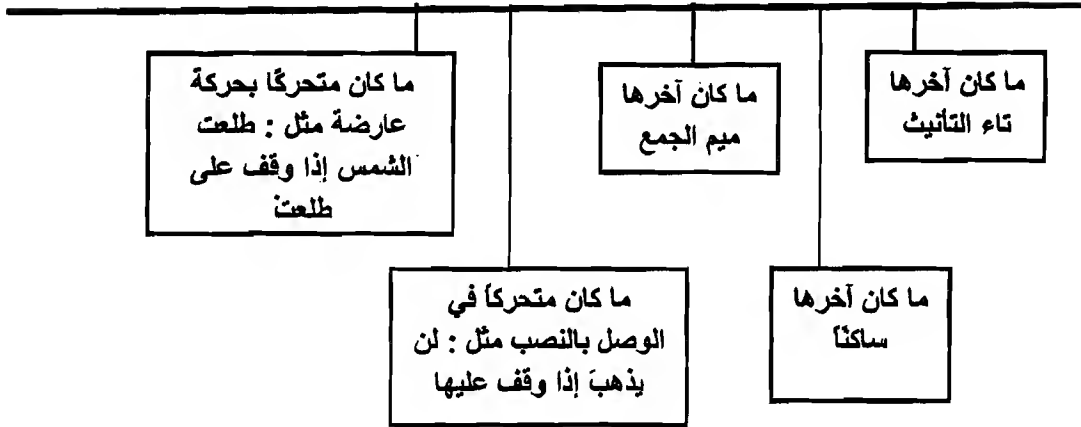 ما كان آخرها
تاء التأنيث
ما كان آخرها
ميم الجمع
ما كان متحركًا بحركة
عارضة مثل : طلعت
الشمس إذا وقف على
طلعتْ
ما كان آخرها
ساكنًا
ما كان متحركاً في
الوصل بالنصب مثل : لن
يذهبَ إذا وقف عليها